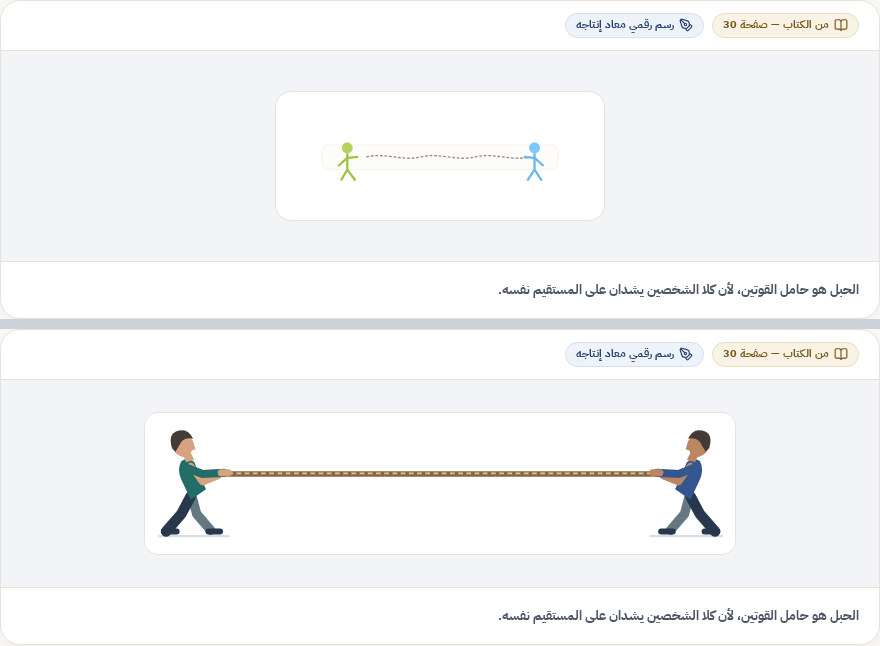 من الكتاب — صفحة 30
رسم رقمي معاد إنتاجه
الحبل هو حامل القوتين، لأن كلا الشخصين يشدان على المستقيم نفسه.
من الكتاب — صفحة 30
رسم رقمي معاد إنتاجه
الحبل هو حامل القوتين، لأن كلا الشخصين يشدان على المستقيم نفسه.